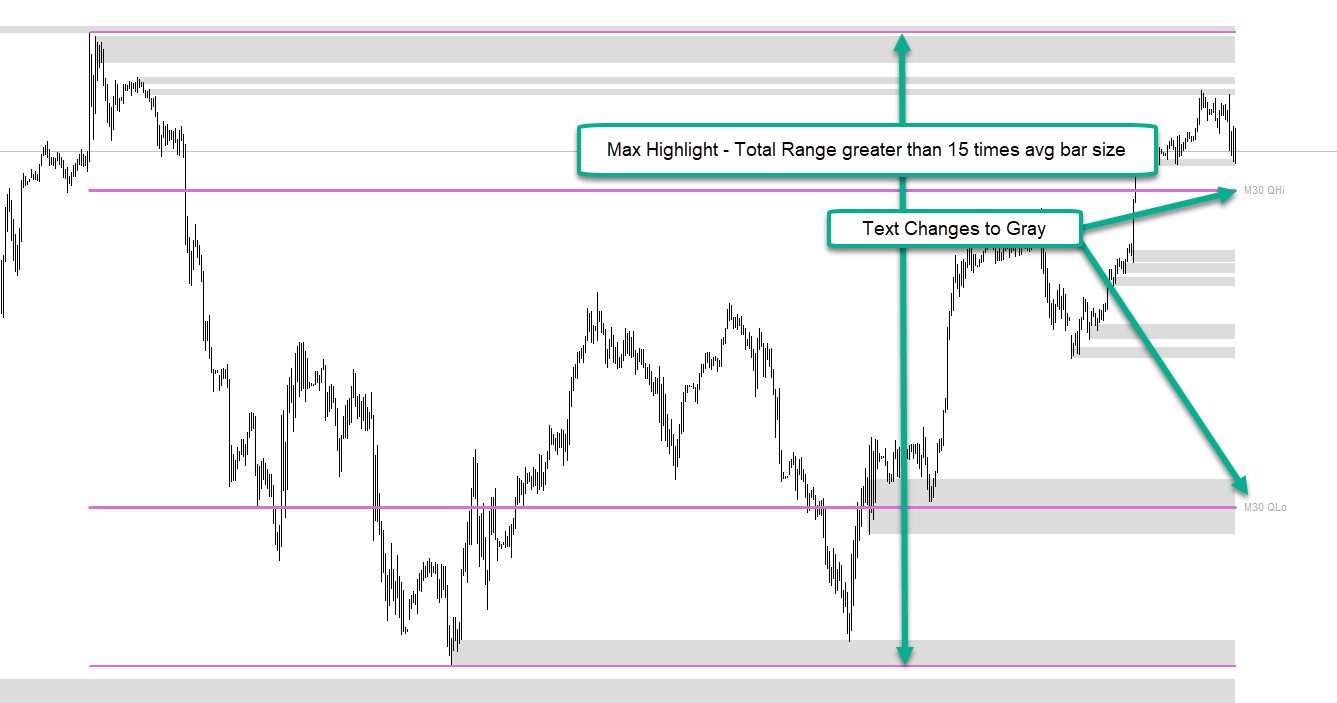 Max Highlight - Total Range greater than 15 times avg bar size
M30 QHi
Text Changes to Gray
M30 QLo